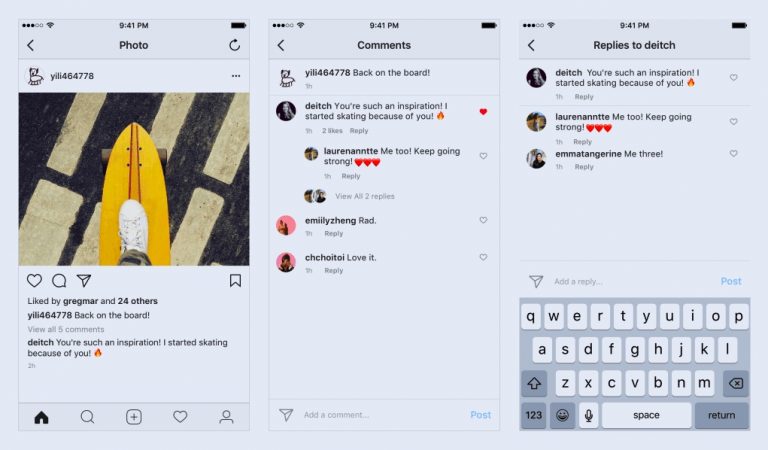 9:41 PM
Photo
yili464778
Liked by gregmar and 24 others
yili464778 Back on the board!
View all 5 comments
deitch You're such an inspiration! I started skating
because of you! 🔥
2h
9:41 PM
Comments
yili464778 Back on the board!
1h
deitch You're such an inspiration! I
started skating because of you! 🔥
1h 2 likes Reply
laurenanntte Me too! Keep going
strong!❤️❤️❤️
1h Reply
View All 2 replies
emiilyzheng Rad.
1h Reply
chchoitoi Love it.
1h Reply
Add a comment... Post
9:41 PM
Replies to deitch
deitch You're such an inspiration! I
started skating because of you! 🔥
1h Reply
laurenanntte Me too! Keep going
strong!❤️❤️❤️
1h Reply
emmatangerine Me three!
1h Reply
Add a reply... Post
q w e r t y u i o p
a s d f g h j k l
z x c v b n m
123 space return